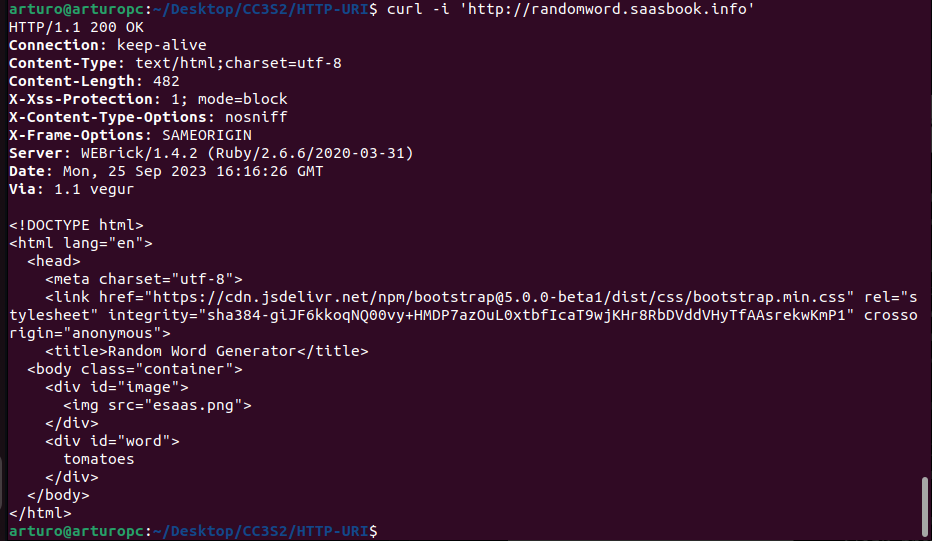 arturo@arturopc:~/Desktop/CC3S2/HTTP-URI$ curl -i 'http://randomword.saasbook.info'
HTTP/1.1 200 OK
Connection: keep-alive
Content-Type: text/html;charset=utf-8
Content-Length: 482
X-Xss-Protection: 1; mode=block
X-Content-Type-Options: nosniff
X-Frame-Options: SAMEORIGIN
Server: WEBrick/1.4.2 (Ruby/2.6.6/2020-03-31)
Date: Mon, 25 Sep 2023 16:16:26 GMT
Via: 1.1 vegur

<!DOCTYPE html>
<html lang="en">
  <head>
    <meta charset="utf-8">
    <link href="https://cdn.jsdelivr.net/npm/bootstrap@5.0.0-beta1/dist/css/bootstrap.min.css" rel="s
tylesheet" integrity="sha384-giJF6kkoqNQ00vy+HMDP7azOuL0xtbfIcaT9wjKHr8RbDVddVHyTfAAsrekwKmP1" crosso
rigin="anonymous">
    <title>Random Word Generator</title>
  <body class="container">
    <div id="image">
      <img src="esaas.png">
    </div>
    <div id="word">
      tomatoes
    </div>
  </body>
</html>
arturo@arturopc:~/Desktop/CC3S2/HTTP-URI$